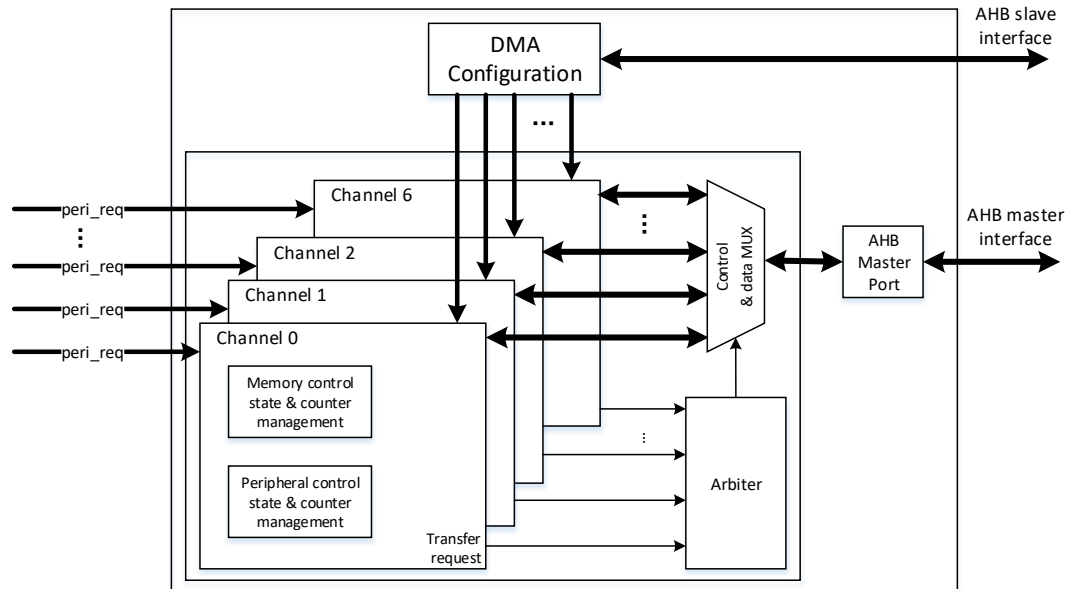 AHB slave
interface
DMA
Configuration
...
Channel 6
peri_req
...
...
AHB master
interface
Channel 2
AHB
Master
Port
Control
& data MUX
peri_req
Channel 1
peri_req
Channel 0
peri_req
Memory control
state & counter
management
...
Arbiter
Peripheral control
state & counter
management
Transfer
request